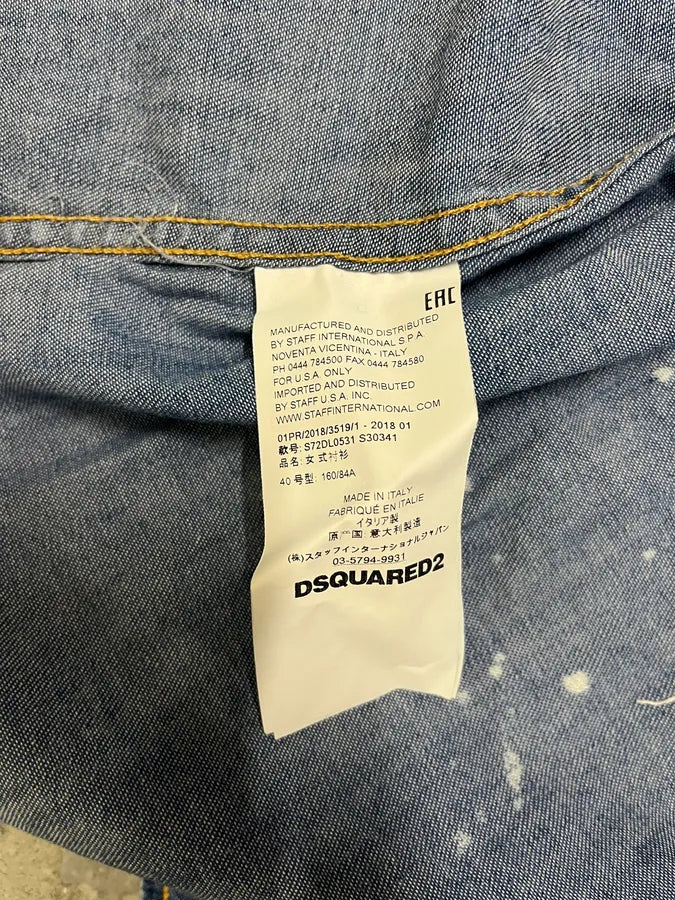 EAC
MANUFACTURED AND DISTRIBUTED
BY STAFF INTERNATIONAL S.P.A.
NOVENTA VICENTINA - ITALY
PH 0444 784500 FAX 0444 784580
FOR U.S.A. ONLY
IMPORTED AND DISTRIBUTED
BY STAFF U.S.A. INC.
WWW.STAFFINTERNATIONAL.COM
01PR/2018/3519/1 - 2018 01
款号: S72DL0531 S30341
品名: 女式衬衫
40 号型: 160/84A
MADE IN ITALY
FABRIQUÉ EN ITALIE
イタリア製
原产国: 意大利製造
(株)スタッフインターナショナルジャパン
03-5794-9931
DSQUARED2